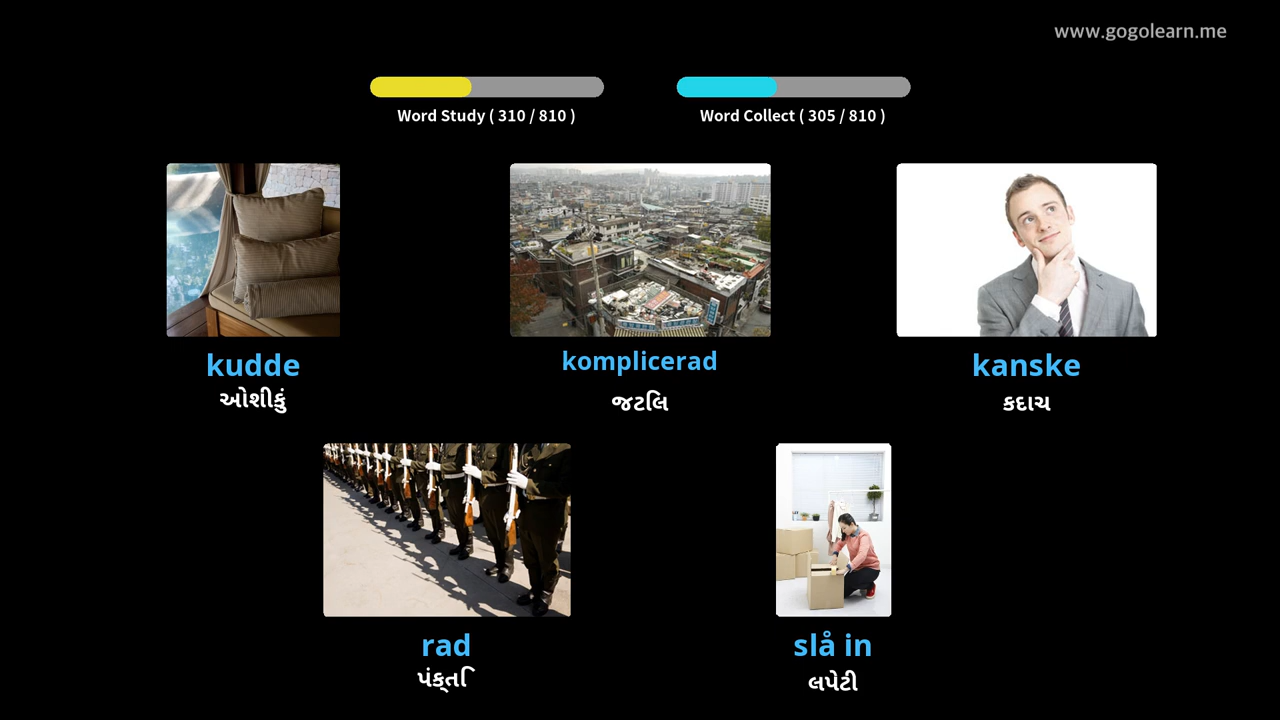 www.gogolearn.me
Word Study ( 310 / 810 )
Word Collect ( 305 / 810 )
kudde
ઓશીકું
komplicerad
જટિલ
kanske
કદાચ
rad
પંક્તિ
slå in
લપેટી